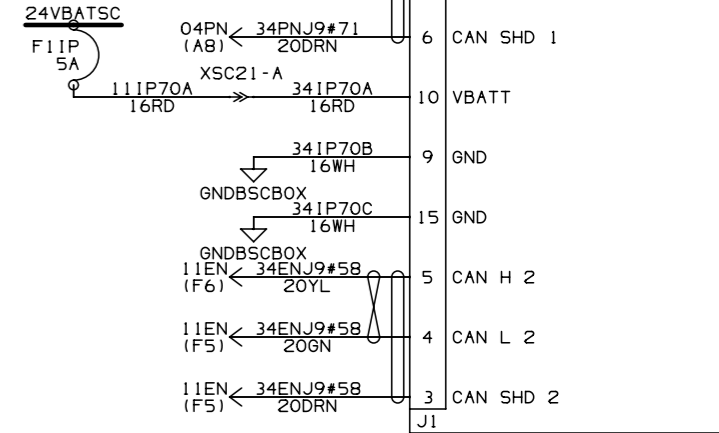 24VBATSC
F1IP
5A
04PN
(A8)
34PNJ9#71
20DRN
6 CAN SHD 1
XSC21-A
11IP70A
16RD
34IP70A
16RD
10 VBATT
34IP70B
16WH
9 GND
GNDBSCBOX
34IP70C
16WH
15 GND
GNDBSCBOX
11EN
(F6)
34ENJ9#58
20YL
5 CAN H 2
11EN
(F5)
34ENJ9#58
20GN
4 CAN L 2
11EN
(F5)
34ENJ9#58
20DRN
3 CAN SHD 2
J1